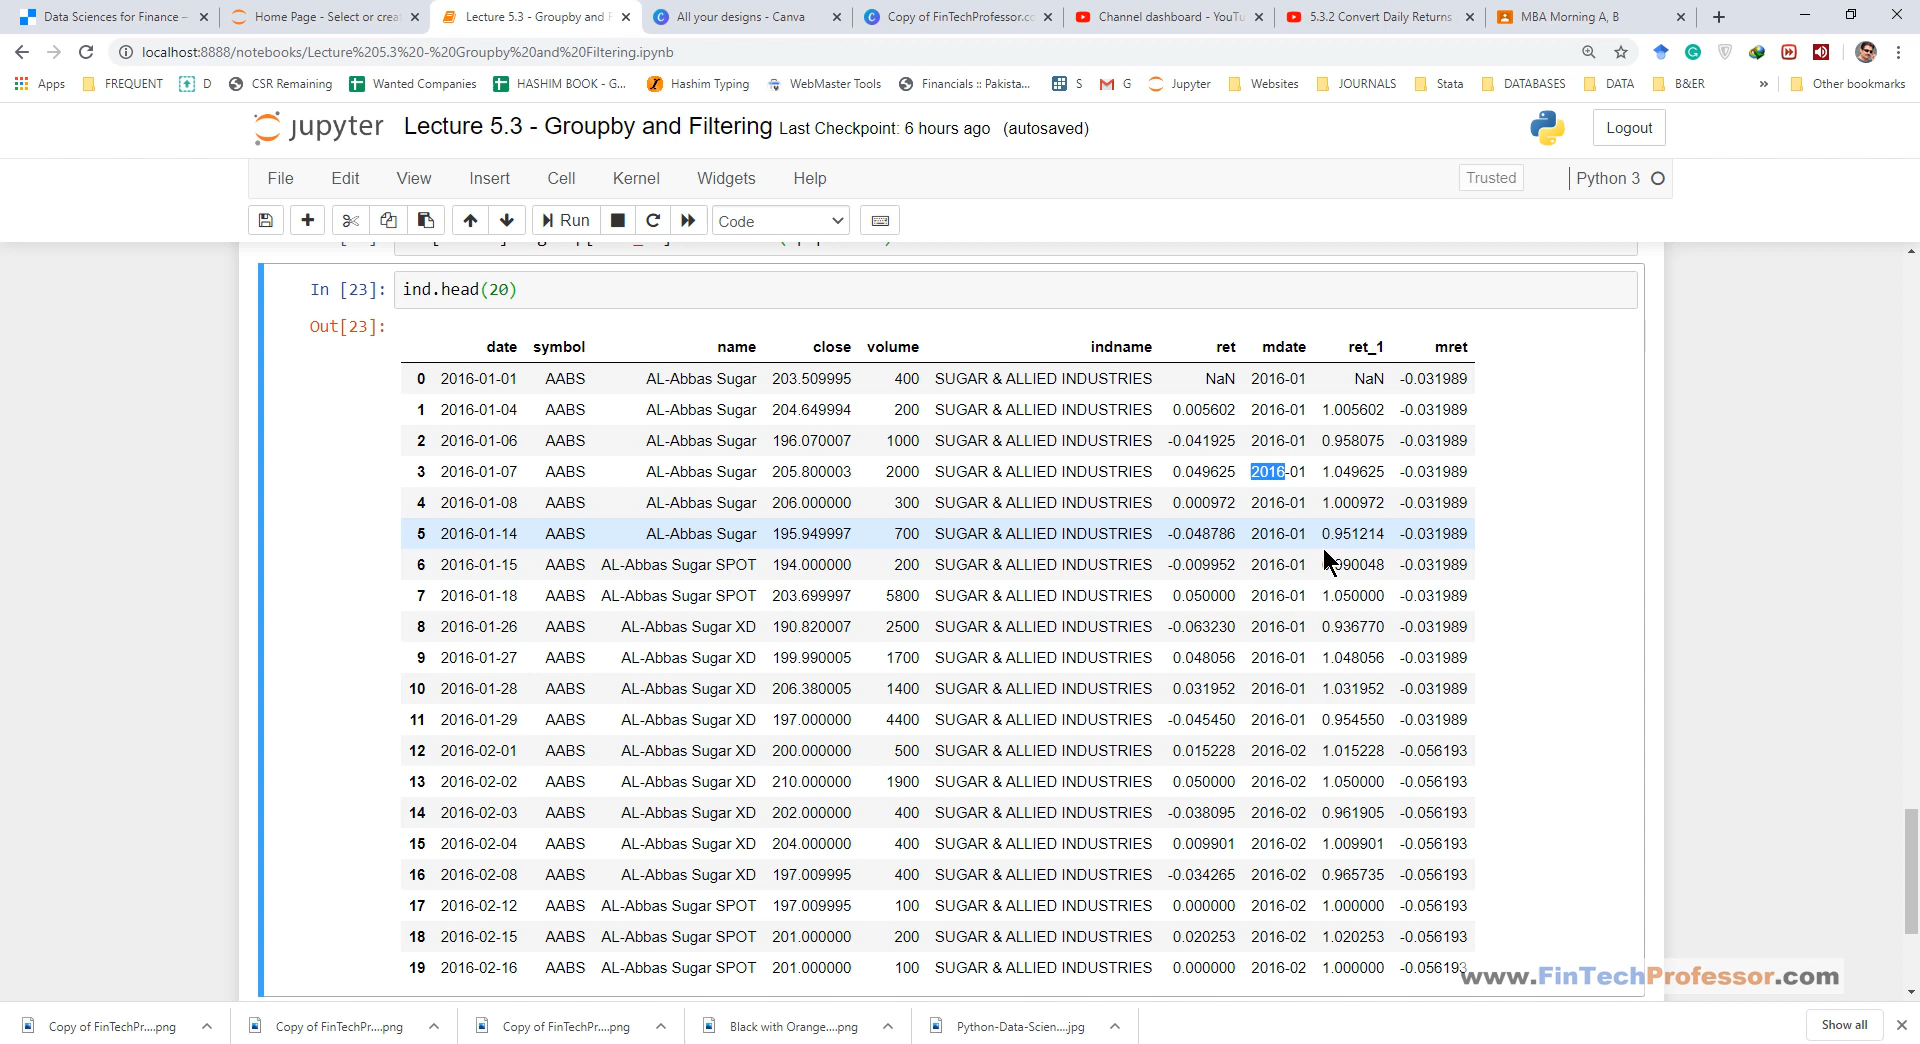 Data Sciences for Finance -
Home Page - Select or creat
Lecture 5.3 - Groupby and F
All your designs - Canva
Copy of FinTechProfessor.cc
Channel dashboard - YouTu
5.3.2 Convert Daily Returns
MBA Morning A, B
localhost:8888/notebooks/Lecture%205.3%20-%20Groupby%20and%20Filtering.ipynb
Apps FREQUENT D CSR Remaining Wanted Companies HASHIM BOOK - G... Hashim Typing WebMaster Tools Financials :: Pakista... S G Jupyter Websites JOURNALS Stata DATABASES DATA B&ER » Other bookmarks
jupyter Lecture 5.3 - Groupby and Filtering Last Checkpoint: 6 hours ago (autosaved) Logout
File Edit View Insert Cell Kernel Widgets Help Trusted Python 3
Run Code
In [23]: ind.head(20)
Out[23]:
date symbol name close volume indname ret mdate ret_1 mret
0 2016-01-01 AABS AL-Abbas Sugar 203.509995 400 SUGAR & ALLIED INDUSTRIES NaN 2016-01 NaN -0.031989
1 2016-01-04 AABS AL-Abbas Sugar 204.649994 200 SUGAR & ALLIED INDUSTRIES 0.005602 2016-01 1.005602 -0.031989
2 2016-01-06 AABS AL-Abbas Sugar 196.070007 1000 SUGAR & ALLIED INDUSTRIES -0.041925 2016-01 0.958075 -0.031989
3 2016-01-07 AABS AL-Abbas Sugar 205.800003 2000 SUGAR & ALLIED INDUSTRIES 0.049625 2016-01 1.049625 -0.031989
4 2016-01-08 AABS AL-Abbas Sugar 206.000000 300 SUGAR & ALLIED INDUSTRIES 0.000972 2016-01 1.000972 -0.031989
5 2016-01-14 AABS AL-Abbas Sugar 195.949997 700 SUGAR & ALLIED INDUSTRIES -0.048786 2016-01 0.951214 -0.031989
6 2016-01-15 AABS AL-Abbas Sugar SPOT 194.000000 200 SUGAR & ALLIED INDUSTRIES -0.009952 2016-01 -0.031989
7 2016-01-18 AABS AL-Abbas Sugar SPOT 203.699997 5800 SUGAR & ALLIED INDUSTRIES 0.050000 2016-01 1.050000 -0.031989
8 2016-01-26 AABS AL-Abbas Sugar XD 190.820007 2500 SUGAR & ALLIED INDUSTRIES -0.063230 2016-01 0.936770 -0.031989
9 2016-01-27 AABS AL-Abbas Sugar XD 199.990005 1700 SUGAR & ALLIED INDUSTRIES 0.048056 2016-01 1.048056 -0.031989
10 2016-01-28 AABS AL-Abbas Sugar XD 206.380005 1400 SUGAR & ALLIED INDUSTRIES 0.031952 2016-01 1.031952 -0.031989
11 2016-01-29 AABS AL-Abbas Sugar XD 197.000000 4400 SUGAR & ALLIED INDUSTRIES -0.045450 2016-01 0.954550 -0.031989
12 2016-02-01 AABS AL-Abbas Sugar XD 200.000000 500 SUGAR & ALLIED INDUSTRIES 0.015228 2016-02 1.015228 -0.056193
13 2016-02-02 AABS AL-Abbas Sugar XD 210.000000 1900 SUGAR & ALLIED INDUSTRIES 0.050000 2016-02 1.050000 -0.056193
14 2016-02-03 AABS AL-Abbas Sugar XD 202.000000 400 SUGAR & ALLIED INDUSTRIES -0.038095 2016-02 0.961905 -0.056193
15 2016-02-04 AABS AL-Abbas Sugar XD 204.000000 400 SUGAR & ALLIED INDUSTRIES 0.009901 2016-02 1.009901 -0.056193
16 2016-02-08 AABS AL-Abbas Sugar XD 197.009995 400 SUGAR & ALLIED INDUSTRIES -0.034265 2016-02 0.965735 -0.056193
17 2016-02-12 AABS AL-Abbas Sugar SPOT 197.009995 100 SUGAR & ALLIED INDUSTRIES 0.000000 2016-02 1.000000 -0.056193
18 2016-02-15 AABS AL-Abbas Sugar SPOT 201.000000 200 SUGAR & ALLIED INDUSTRIES 0.020253 2016-02 1.020253 -0.056193
19 2016-02-16 AABS AL-Abbas Sugar SPOT 201.000000 100 SUGAR & ALLIED INDUSTRIES 0.000000 2016-02 1.000000 -0.056193
www.FinTechProfessor.com
Copy of FinTechPr....png
Copy of FinTechPr....png
Copy of FinTechPr....png
Black with Orange....png
Python-Data-Scien....jpg
Show all